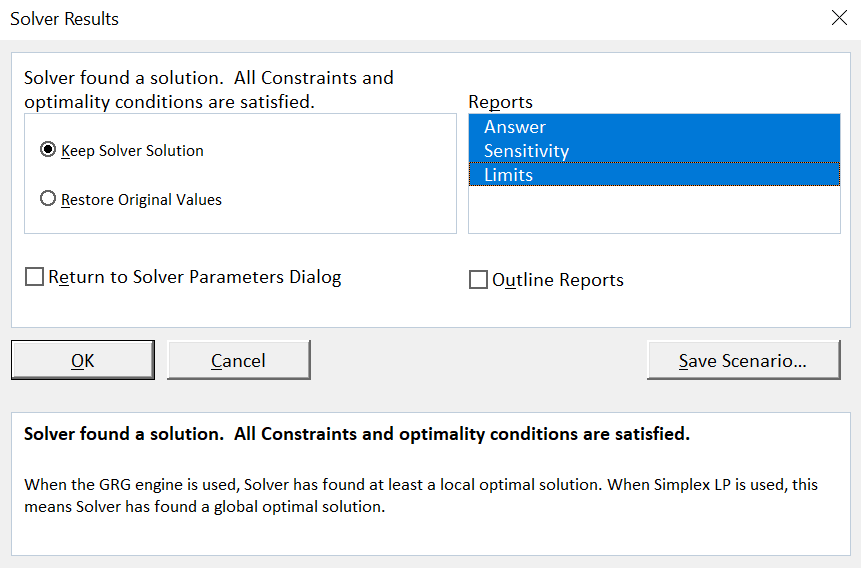 Solver Results
Solver found a solution.  All Constraints and
optimality conditions are satisfied.
Reports
Answer
Sensitivity
Limits
Keep Solver Solution
Restore Original Values
Return to Solver Parameters Dialog
Outline Reports
OK
Cancel
Save Scenario...
Solver found a solution.  All Constraints and optimality conditions are satisfied.
When the GRG engine is used, Solver has found at least a local optimal solution. When Simplex LP is used, this
means Solver has found a global optimal solution.